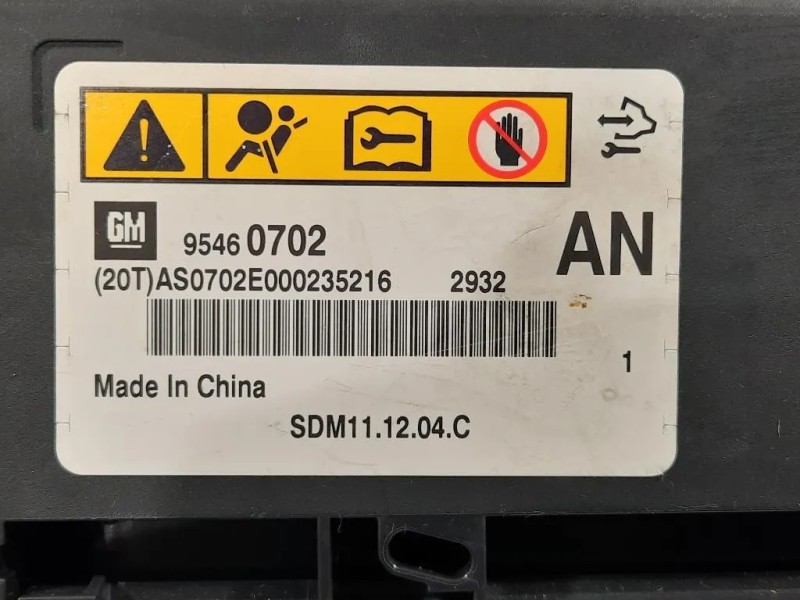 GM 9546 0702 AN
(20T)AS0702E000235216 2932
1
Made In China
SDM11.12.04.C